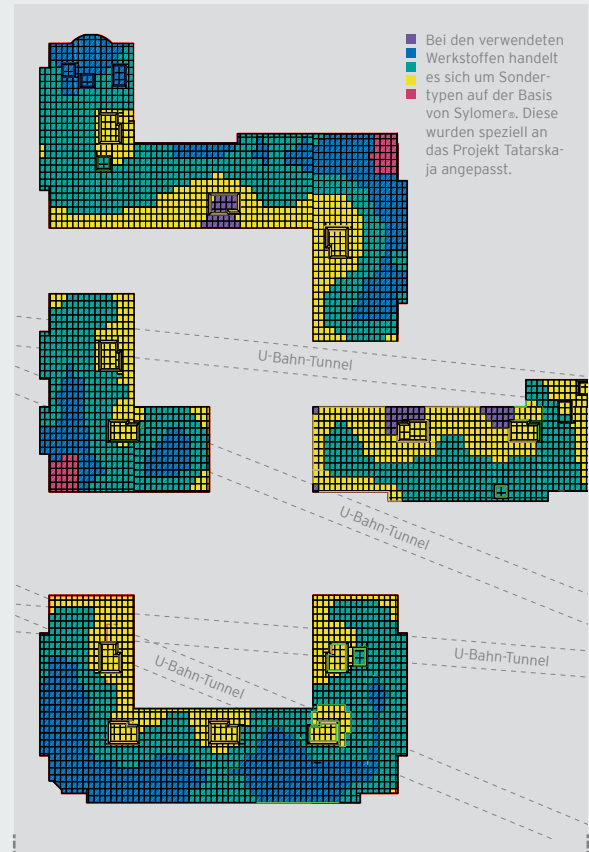 Bei den verwendeten
Werkstoffen handelt
es sich um Sonder-
typen auf der Basis
von Sylomer®. Diese
wurden speziell an
das Projekt Tatarska-
ja angepasst.
U-Bahn-Tunnel
U-Bahn-Tunnel
U-Bahn-Tunnel
U-Bahn-Tunnel